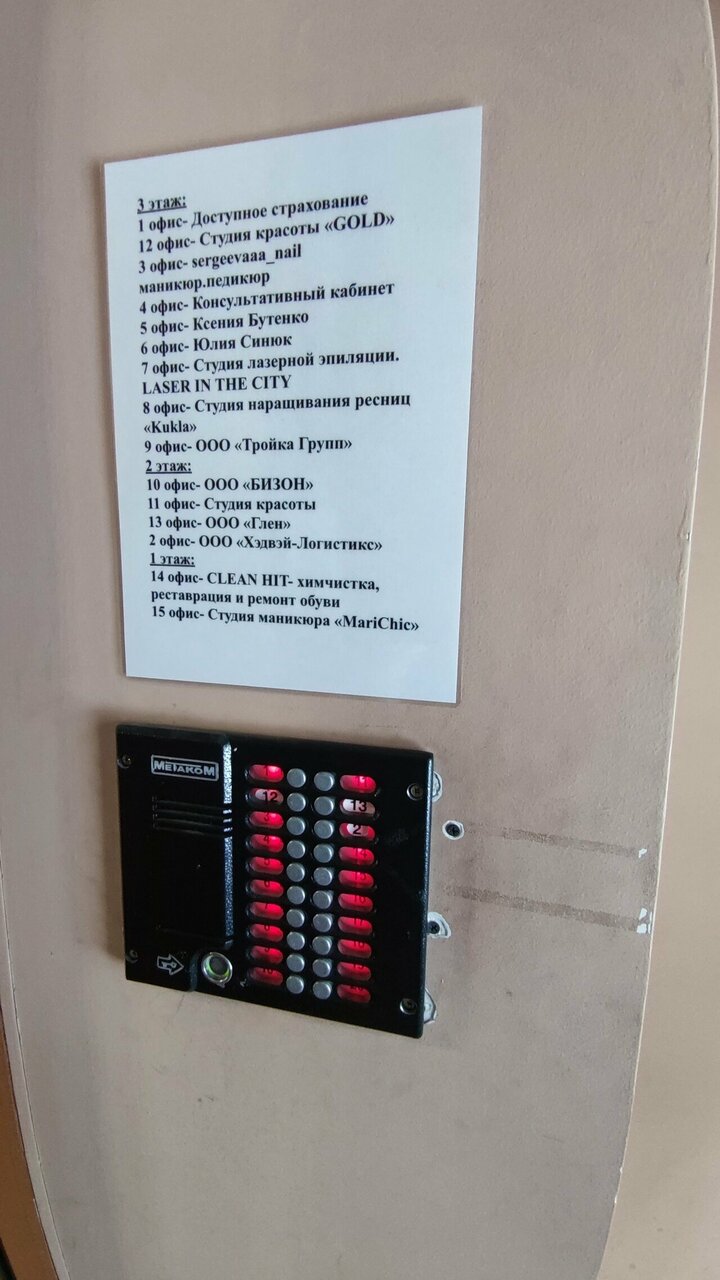 3 этаж:
1 офис- Доступное страхование
12 офис- Студия красоты «GOLD»
3 офис- sergeevaaa_nail
маникюр.педикюр
4 офис- Консультативный кабинет
5 офис- Ксения Бутенко
6 офис- Юлия Синюк
7 офис- Студия лазерной эпиляции.
LASER IN THE CITY
8 офис- Студия наращивания ресниц
«Kukla»
9 офис- ООО «Тройка Групп»
2 этаж:
10 офис- ООО «БИЗОН»
11 офис- Студия красоты
13 офис- ООО «Глен»
2 офис- ООО «Хэдвэй-Логистикс»
1 этаж:
14 офис- CLEAN HIT- химчистка,
реставрация и ремонт обуви
15 офис- Студия маникюра «MariChic»
МЕТАКОМ
12 13
2